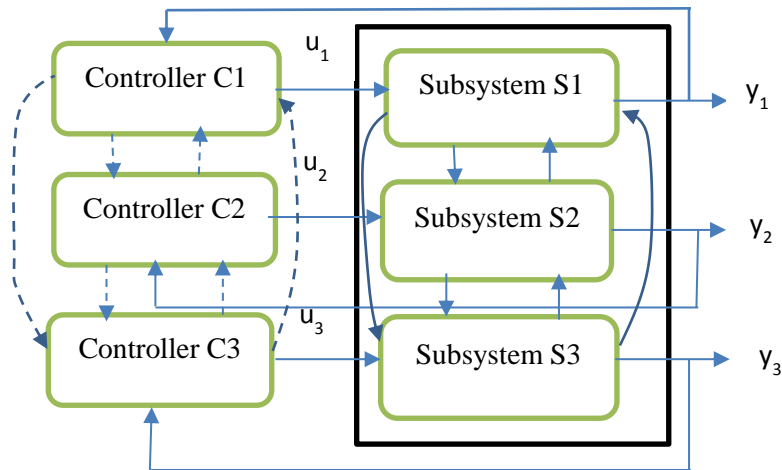 Controller C1
u1
Subsystem S1
y1
u2
Controller C2
Subsystem S2
y2
u3
Controller C3
Subsystem S3
y3